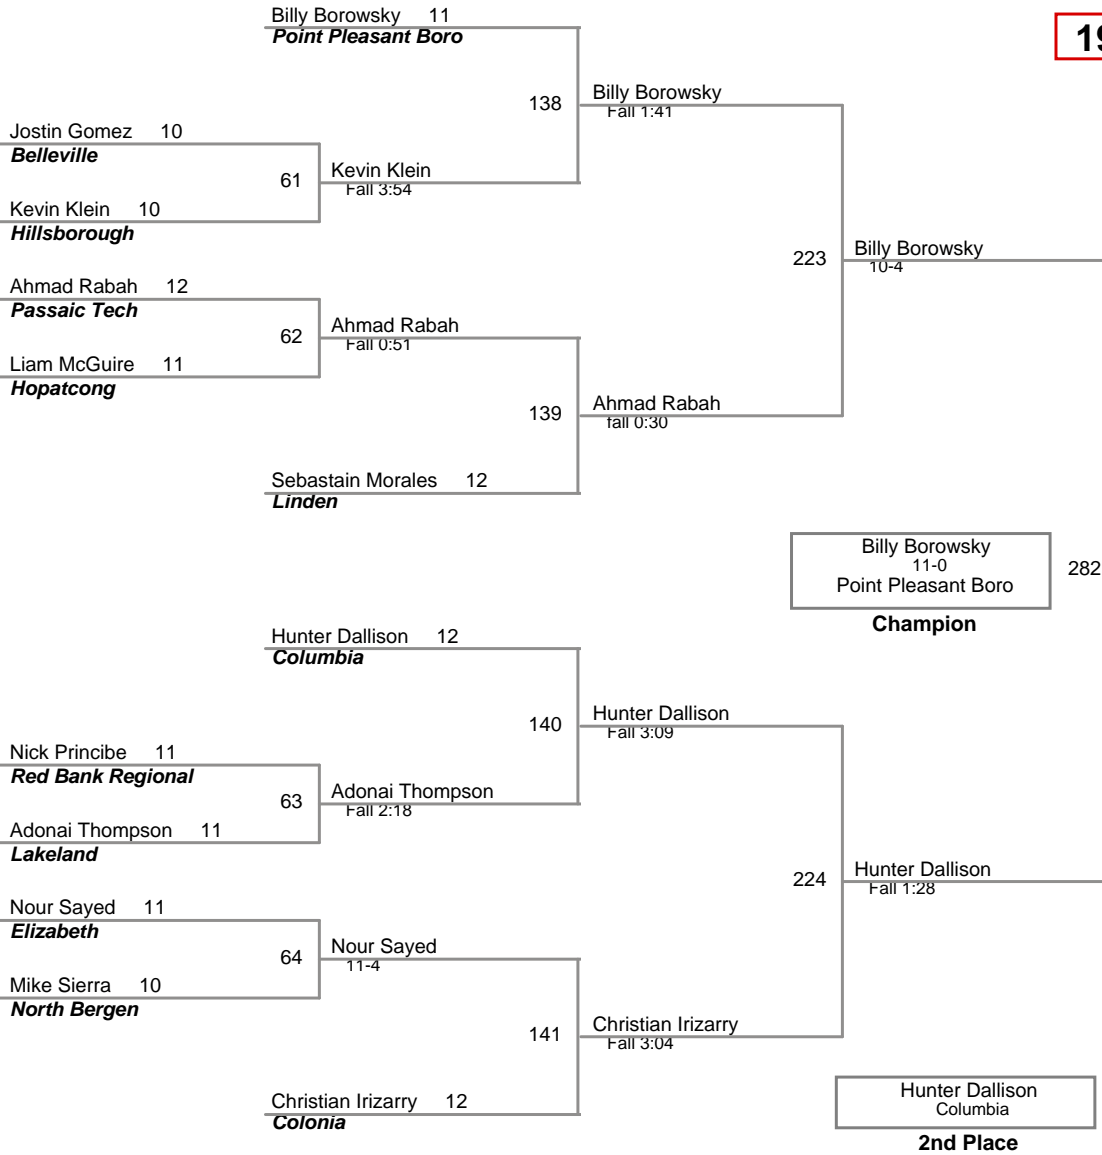 Billy Borowsky 11
Point Pleasant Boro
19
138
Billy Borowsky
Fall 1:41
Jostin Gomez 10
Belleville
61
Kevin Klein
Fall 3:54
Kevin Klein 10
Hillsborough
223
Billy Borowsky
10-4
Ahmad Rabah 12
Passaic Tech
62
Ahmad Rabah
Fall 0:51
Liam McGuire 11
Hopatcong
139
Ahmad Rabah
fall 0:30
Sebastain Morales 12
Linden
Billy Borowsky
11-0
Point Pleasant Boro
282
Champion
Hunter Dallison 12
Columbia
140
Hunter Dallison
Fall 3:09
Nick Principe 11
Red Bank Regional
63
Adonai Thompson
Fall 2:18
Adonai Thompson 11
Lakeland
224
Hunter Dallison
Fall 1:28
Nour Sayed 11
Elizabeth
64
Nour Sayed
11-4
Mike Sierra 10
North Bergen
141
Christian Irizarry
Fall 3:04
Christian Irizarry 12
Colonia
Hunter Dallison
Columbia
2nd Place